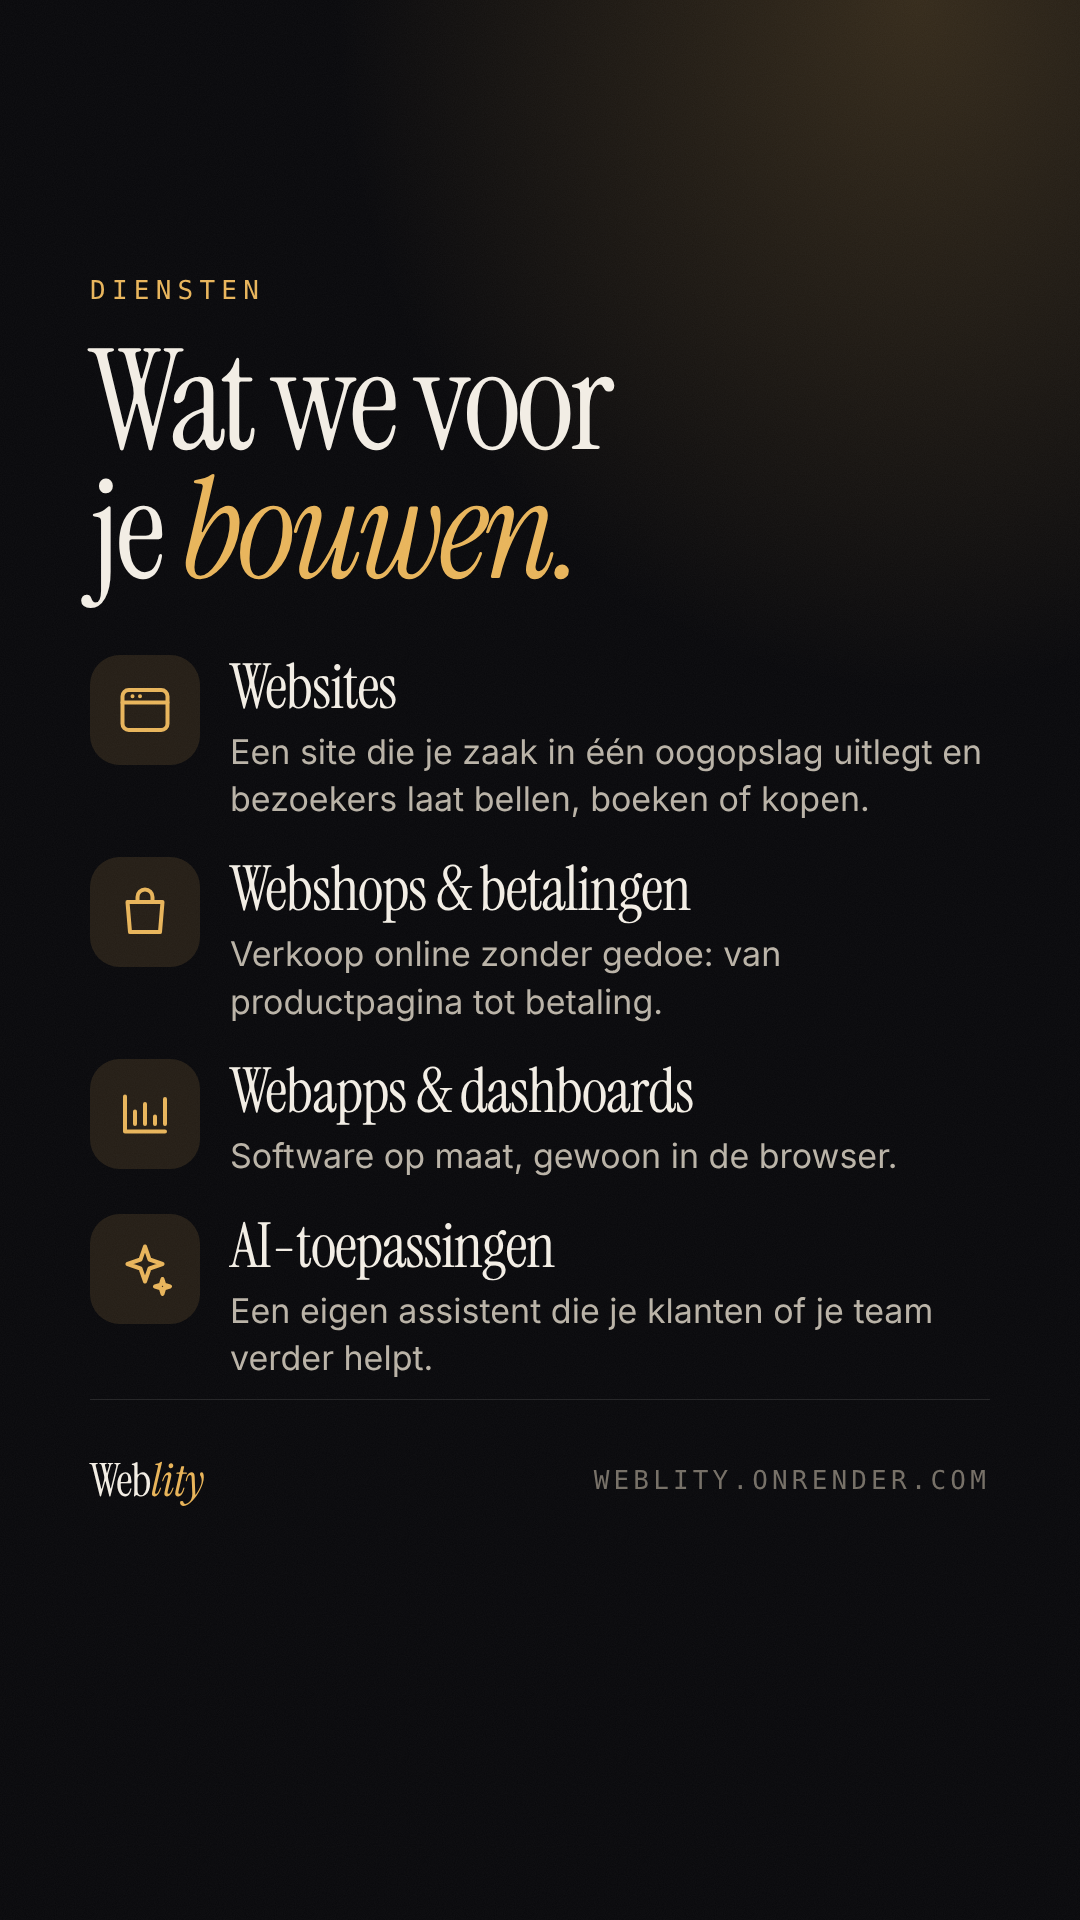 DIENSTEN
Wat we voor
je bouwen.
Websites
Een site die je zaak in één oogopslag uitlegt en
bezoekers laat bellen, boeken of kopen.
Webshops & betalingen
Verkoop online zonder gedoe: van
productpagina tot betaling.
Webapps & dashboards
Software op maat, gewoon in de browser.
AI-toepassingen
Een eigen assistent die je klanten of je team
verder helpt.
Weblity
WEBLITY.ONRENDER.COM